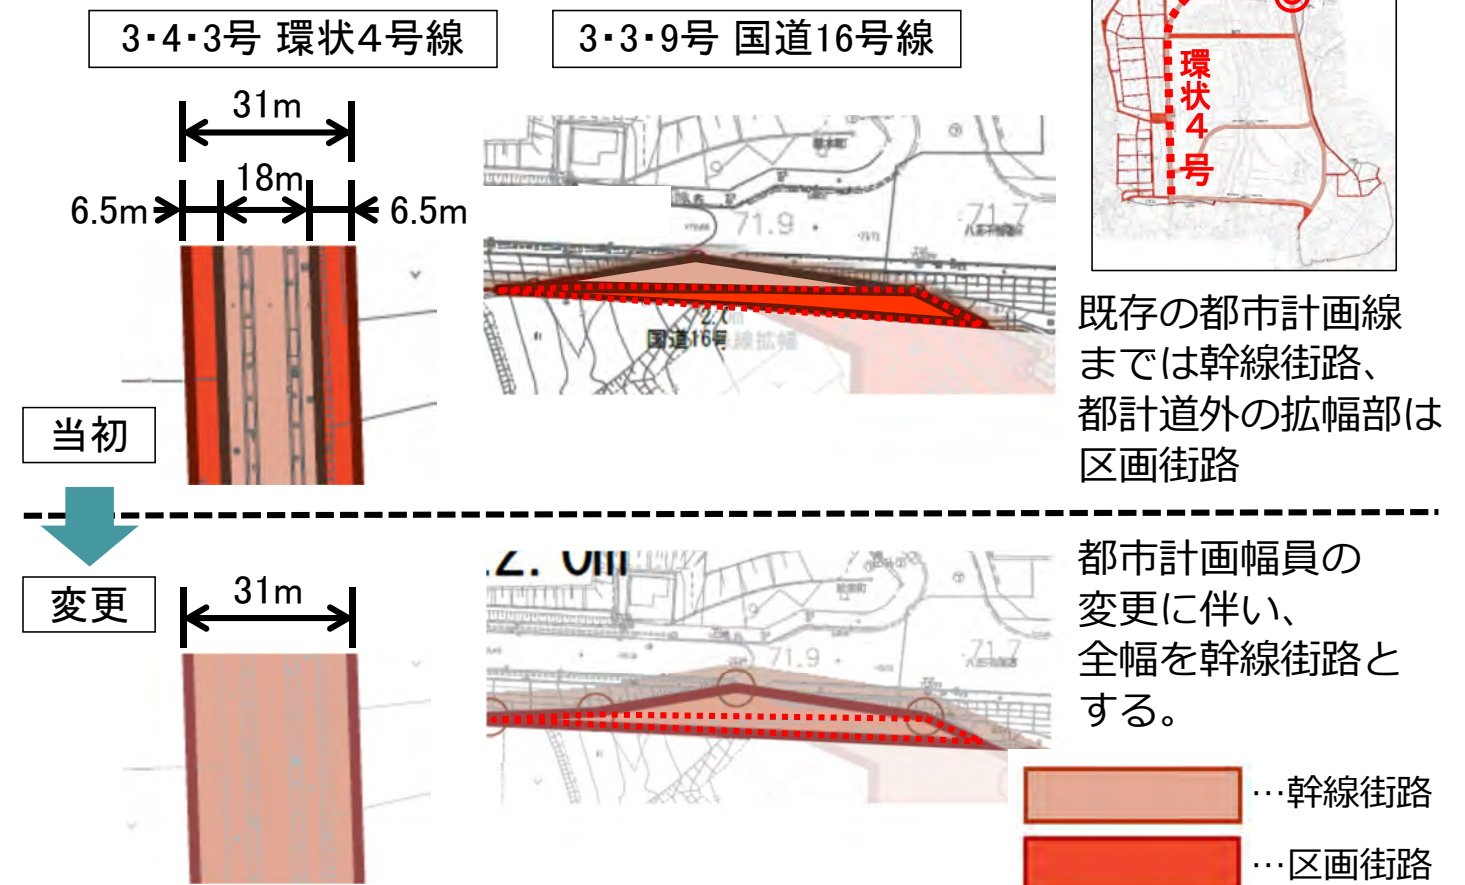 3・4・3号 環状4号線
3・3・9号 国道16号線
環状4号
31m
18m
6.5m
6.5m
71.9
71.7
国道16号
線拡幅
既存の都市計画線
までは幹線街路、
都計道外の拡幅部は
区画街路
当初
変更
31m
2.0m
71.9
71.7
都市計画幅員の
変更に伴い、
全幅を幹線街路と
する。
…幹線街路
…区画街路